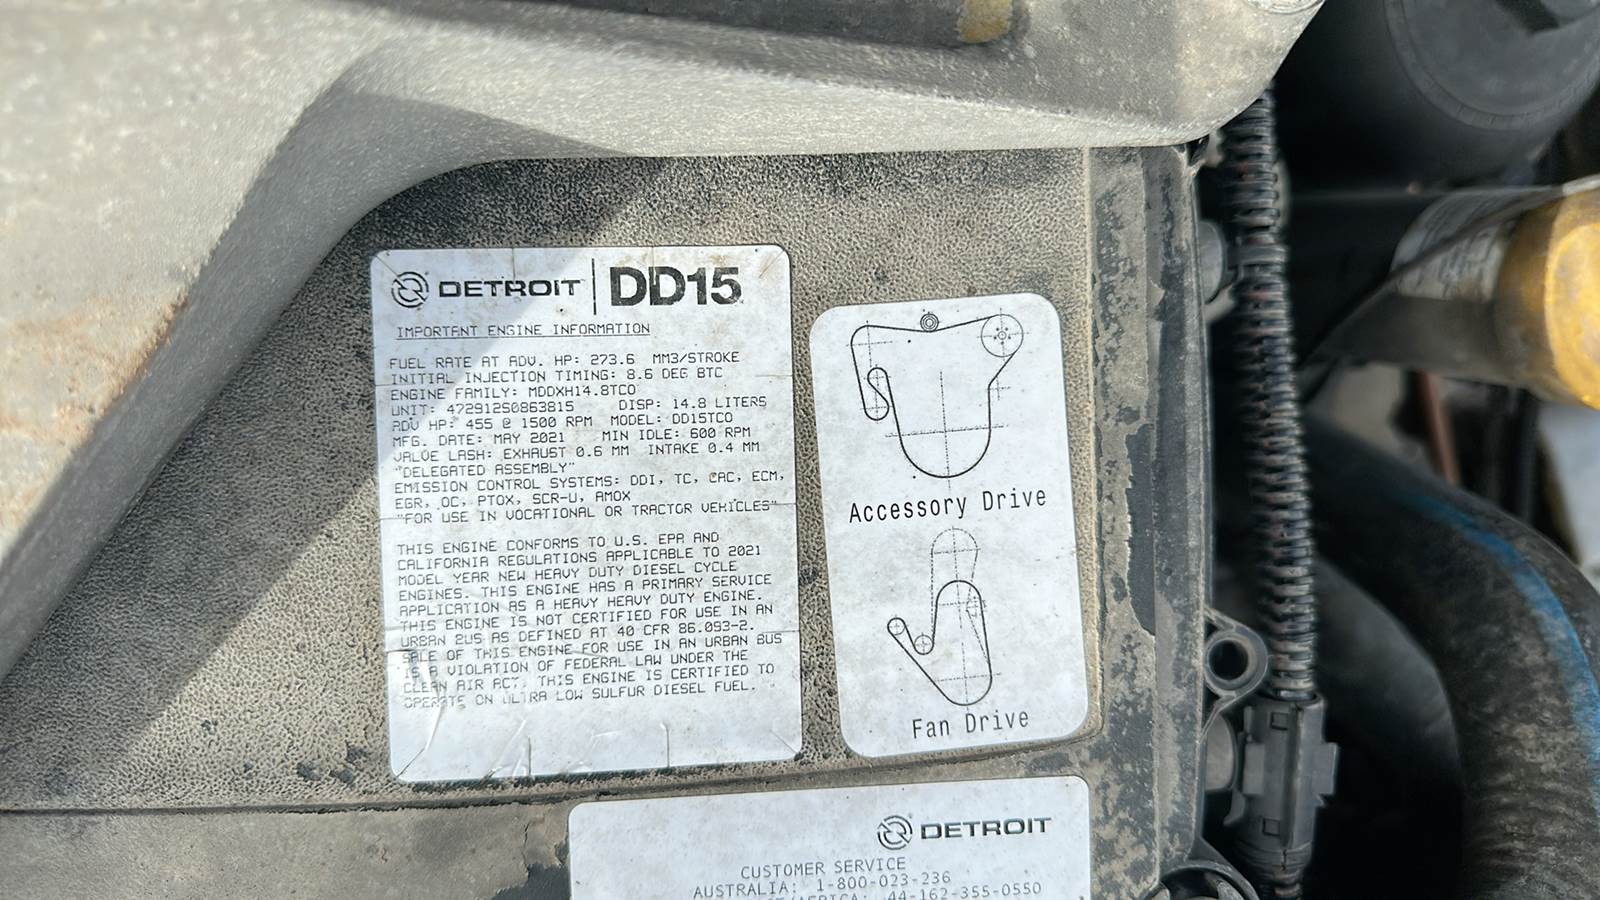 DETROIT DD15
IMPORTANT ENGINE INFORMATION
FUEL RATE AT ADV. HP: 273.6 MM3/STROKE
INITIAL INJECTION TIMING: 8.6 DEG BTC
ENGINE FAMILY: MDDXH14.8TCO
UNIT: 472912S0863815 DISP: 14.8 LITERS
ADV HP: 455 @ 1500 RPM MODEL: DD15TCO
MFG. DATE: MAY 2021 MIN IDLE: 600 RPM
VALVE LASH: EXHAUST 0.6 MM INTAKE 0.4 MM
"DELEGATED ASSEMBLY"
EMISSION CONTROL SYSTEMS: DDI, TC, CAC, ECM,
EGR, OC, PTOX, SCR-U, AMOX
"FOR USE IN VOCATIONAL OR TRACTOR VEHICLES"
THIS ENGINE CONFORMS TO U.S. EPA AND
CALIFORNIA REGULATIONS APPLICABLE TO 2021
MODEL YEAR NEW HEAVY DUTY DIESEL CYCLE
ENGINES. THIS ENGINE HAS A PRIMARY SERVICE
APPLICATION AS A HEAVY HEAVY DUTY ENGINE.
THIS ENGINE IS NOT CERTIFIED FOR USE IN AN
URBAN BUS AS DEFINED AT 40 CFR 86.093-2.
SALE OF THIS ENGINE FOR USE IN AN URBAN BUS
IS A VIOLATION OF FEDERAL LAW UNDER THE
CLEAN AIR ACT. THIS ENGINE IS CERTIFIED TO
OPERATE ON ULTRA LOW SULFUR DIESEL FUEL.
Accessory Drive
Fan Drive
DETROIT
CUSTOMER SERVICE
AUSTRALIA: 1-800-023-236
44-162-355-0550